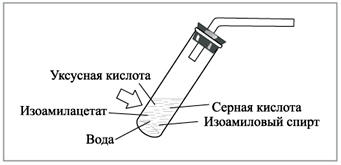 Уксусная кислота
Изоамилацетат
Вода
Серная кислота
Изоамиловый спирт